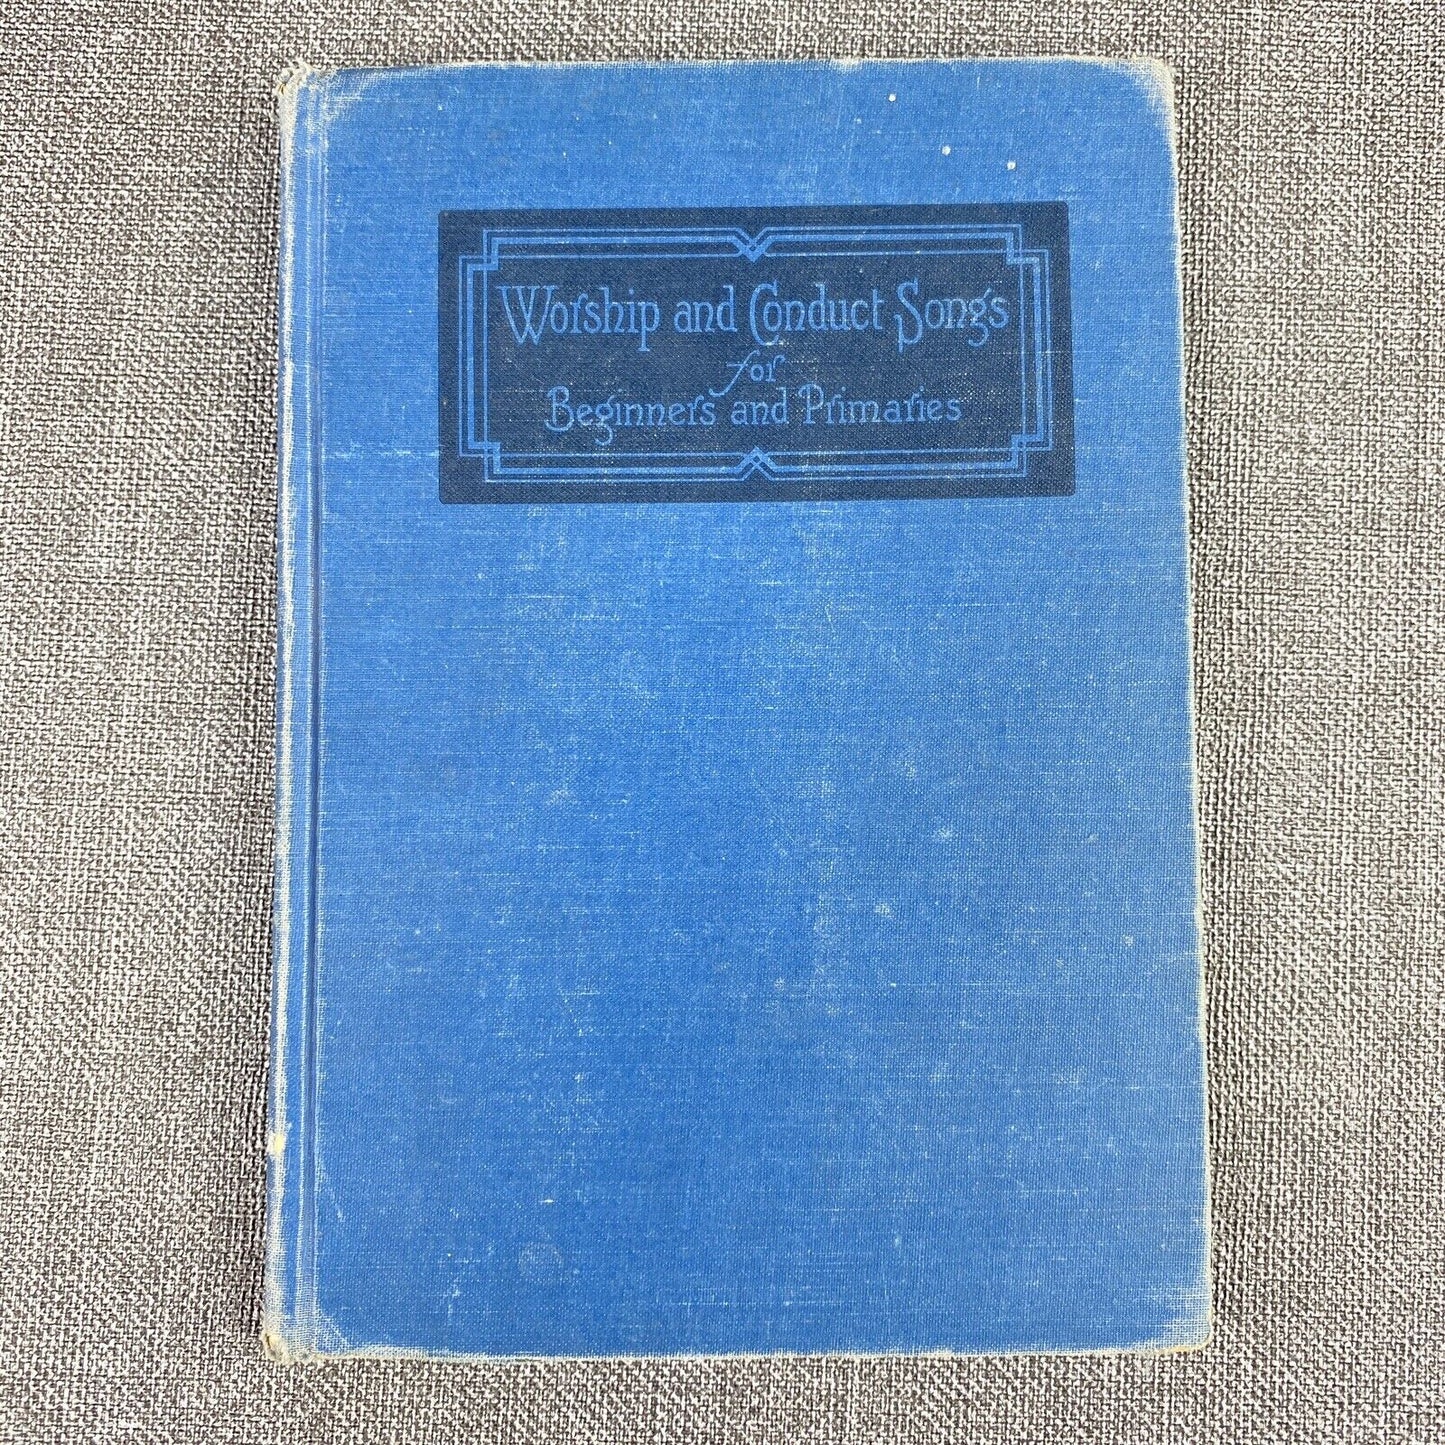 Worship and Conduct Songs
for
Beginners and Primaries